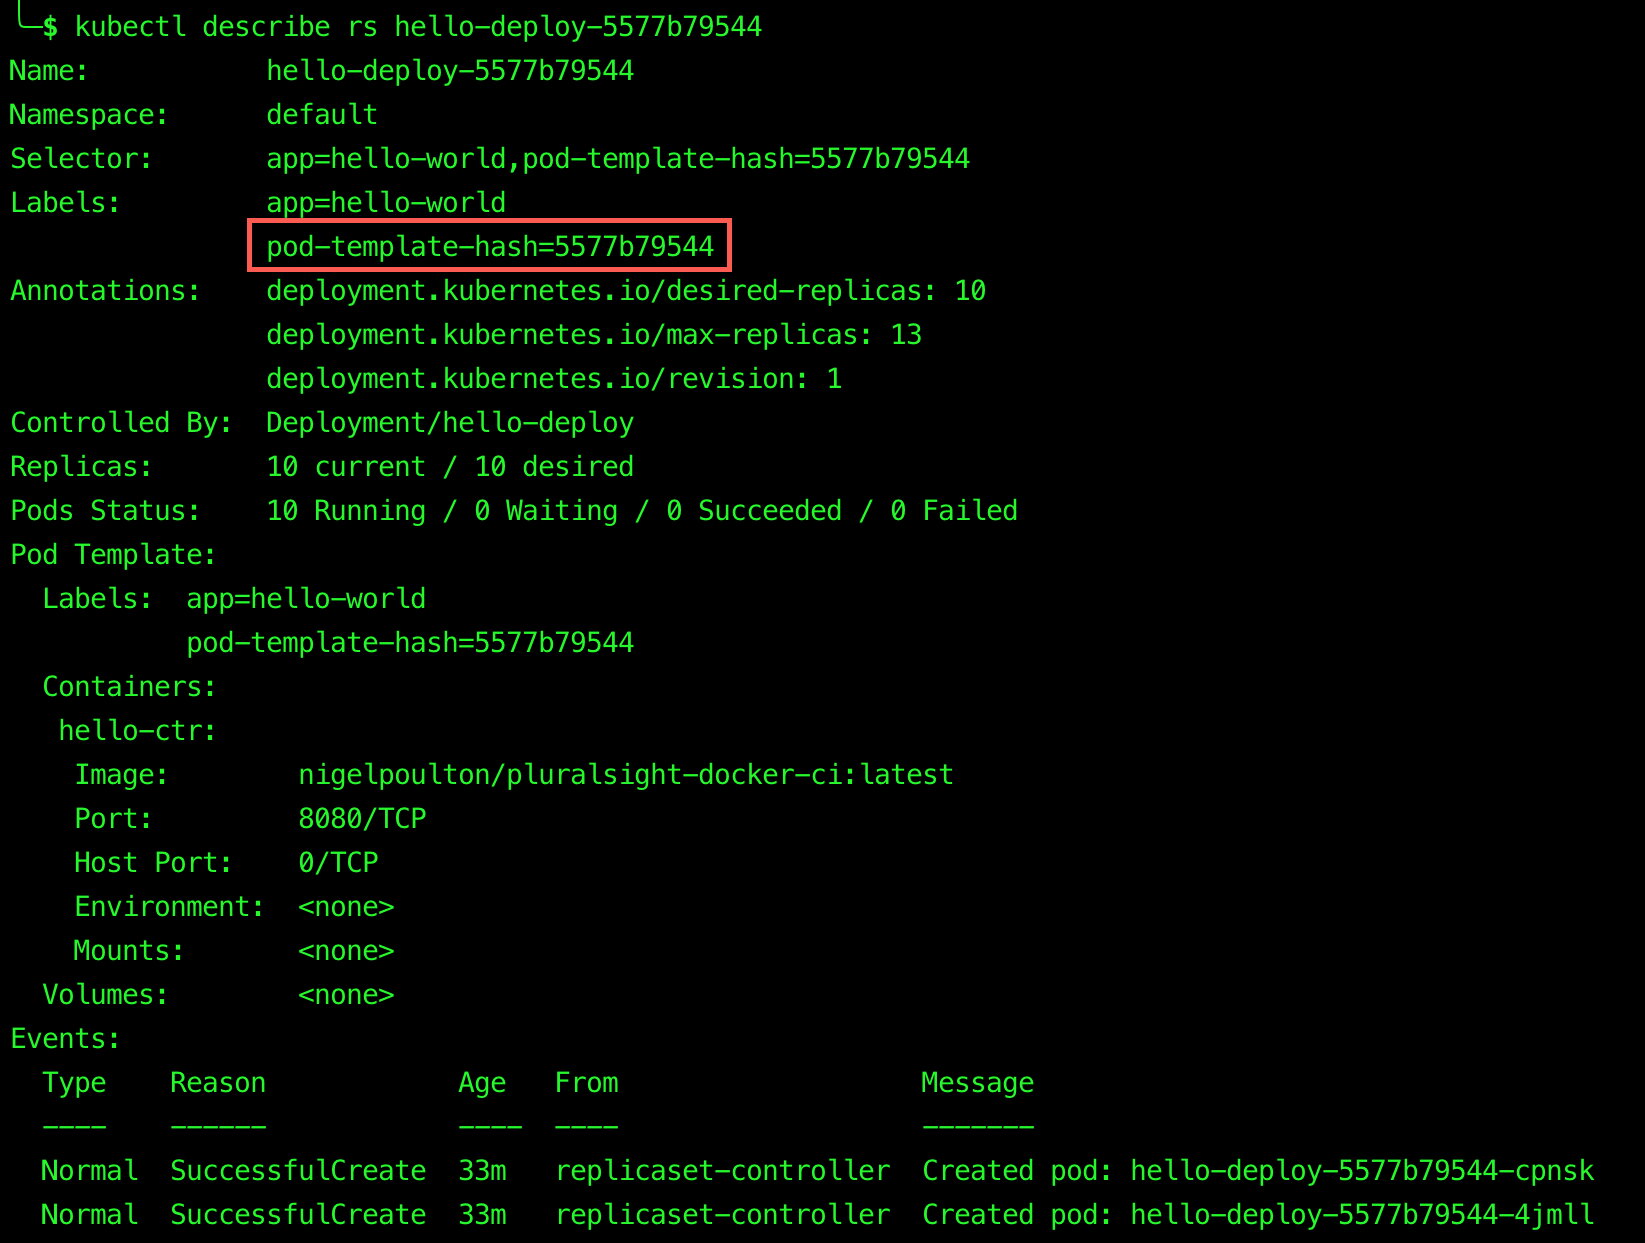 $ kubectl describe rs hello-deploy-5577b79544
Name:           hello-deploy-5577b79544
Namespace:      default
Selector:       app=hello-world,pod-template-hash=5577b79544
Labels:         app=hello-world
                pod-template-hash=5577b79544
Annotations:    deployment.kubernetes.io/desired-replicas: 10
                deployment.kubernetes.io/max-replicas: 13
                deployment.kubernetes.io/revision: 1
Controlled By:  Deployment/hello-deploy
Replicas:       10 current / 10 desired
Pods Status:    10 Running / 0 Waiting / 0 Succeeded / 0 Failed
Pod Template:
  Labels:  app=hello-world
           pod-template-hash=5577b79544
  Containers:
   hello-ctr:
    Image:        nigelpoulton/pluralsight-docker-ci:latest
    Port:         8080/TCP
    Host Port:    0/TCP
    Environment:  <none>
    Mounts:       <none>
  Volumes:        <none>
Events:
  Type    Reason            Age   From                   Message
  ----    ------            ----  ----                   -------
  Normal  SuccessfulCreate  33m   replicaset-controller  Created pod: hello-deploy-5577b79544-cpnsk
  Normal  SuccessfulCreate  33m   replicaset-controller  Created pod: hello-deploy-5577b79544-4jmll